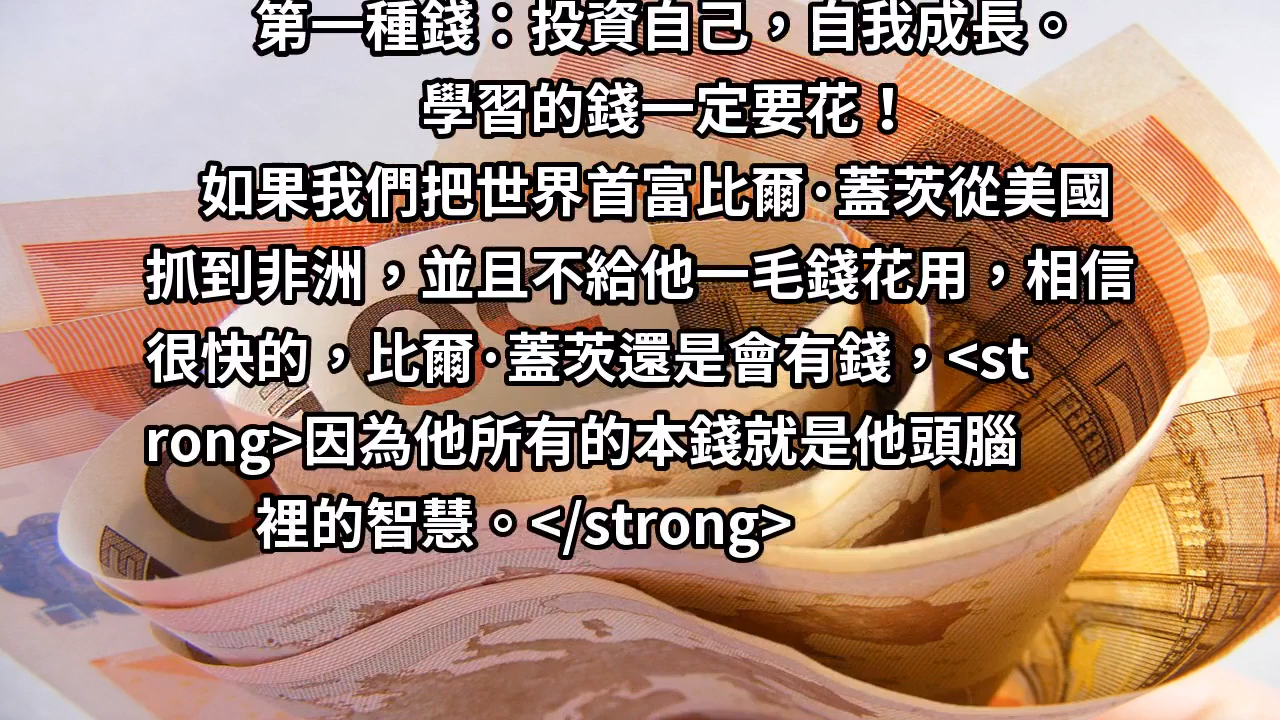 第一種錢：投資自己，自我成長。
學習的錢一定要花！
如果我們把世界首富比爾·蓋茨從美國
抓到非洲，並且不給他一毛錢花用，相信
很快的，比爾·蓋茨還是會有錢，<st
rong>因為他所有的本錢就是他頭腦
裡的智慧。</strong>